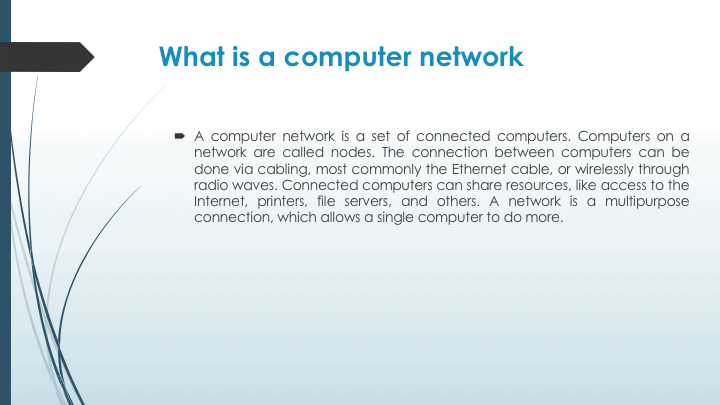 What is a computer network
A computer network is a set of connected computers. Computers on a
network are called nodes. The connection between computers can be
done via cabling, most commonly the Ethernet cable, or wirelessly through
radio waves. Connected computers can share resources, like access to the
Internet, printers, file servers, and others. A network is a multipurpose
connection, which allows a single computer to do more.